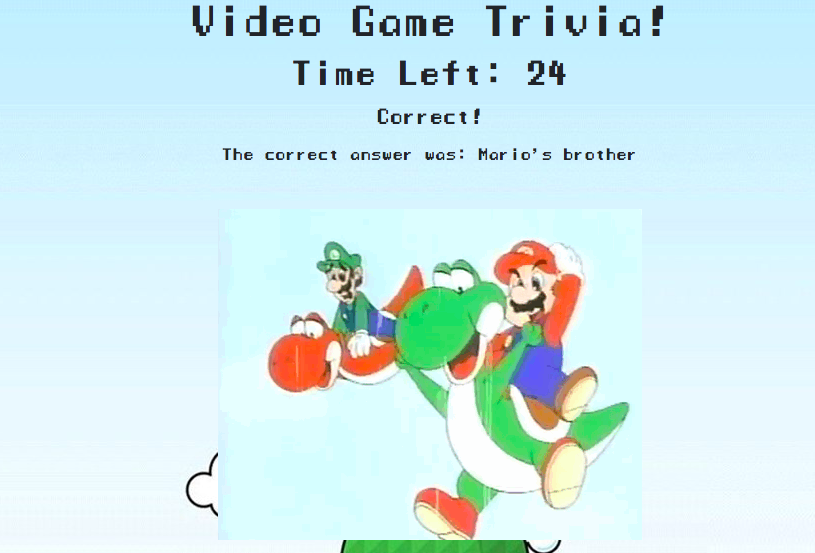 Video Game Trivia!
Time Left: 24
Correct!
The correct answer was: Mario's brother